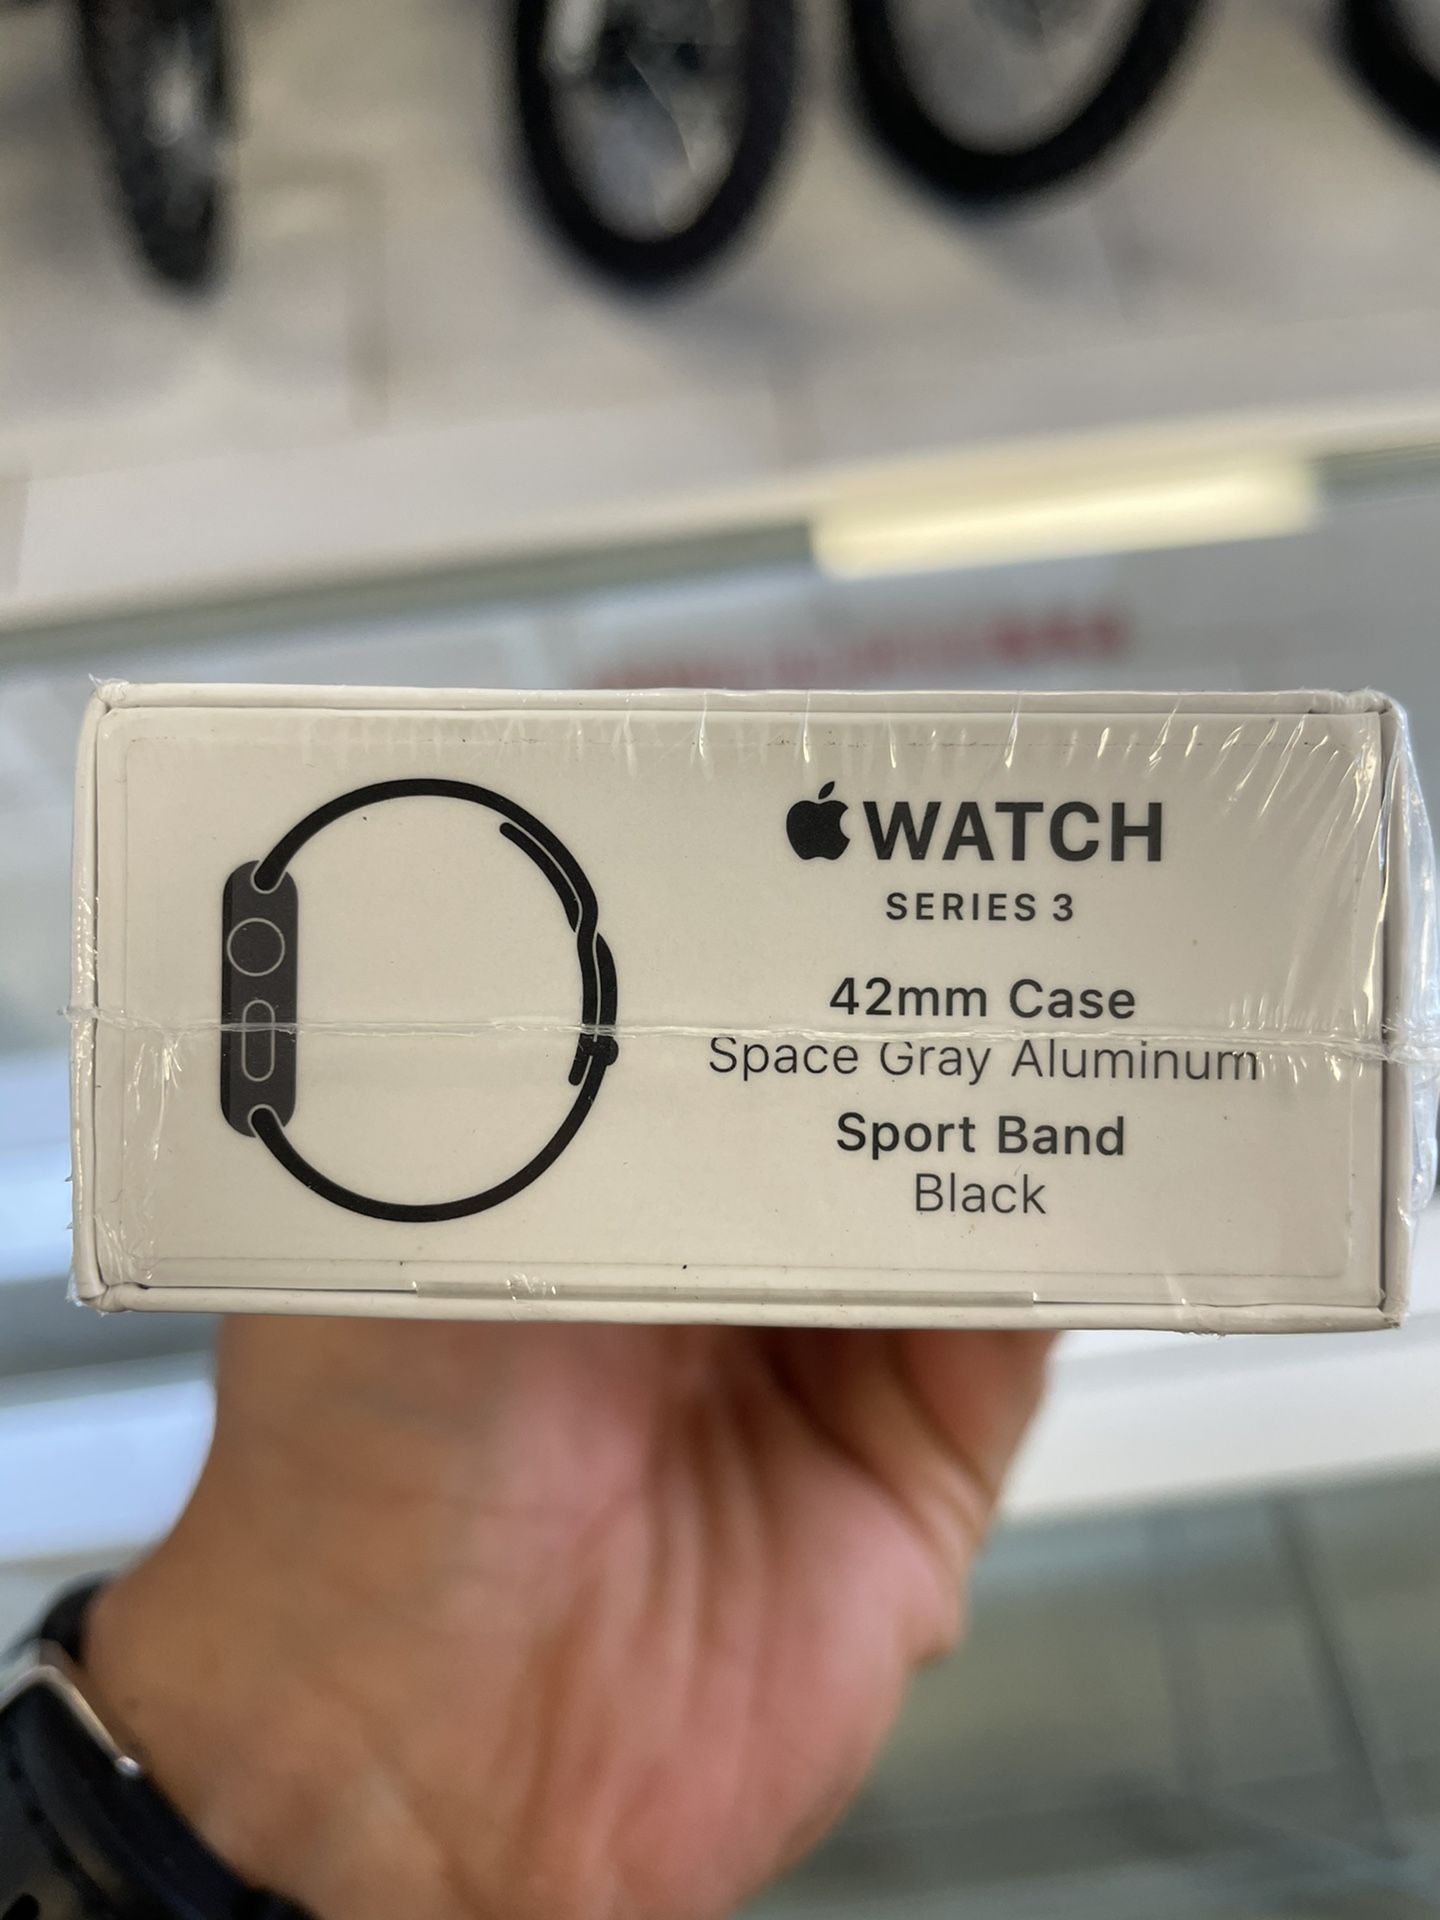 WATCH
SERIES 3
42mm Case
Space Gray Aluminum
Sport Band
Black